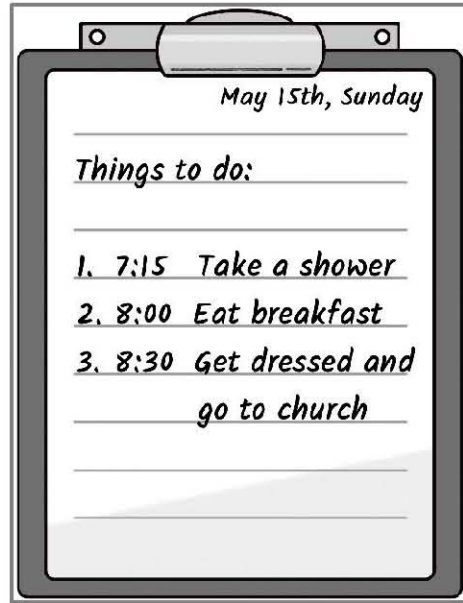 May 15th, Sunday
Things to do:
1. 7:15 Take a shower
2. 8:00 Eat breakfast
3. 8:30 Get dressed and
go to church